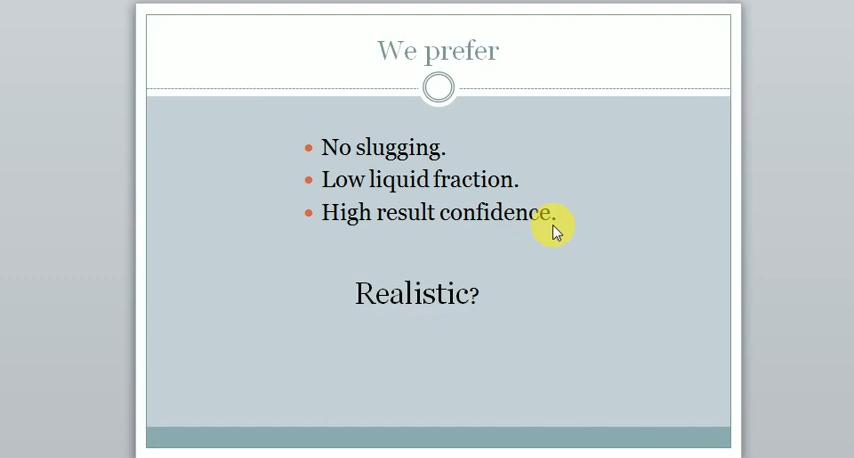 We prefer
No slugging.
Low liquid fraction.
High result confidence.
Realistic?